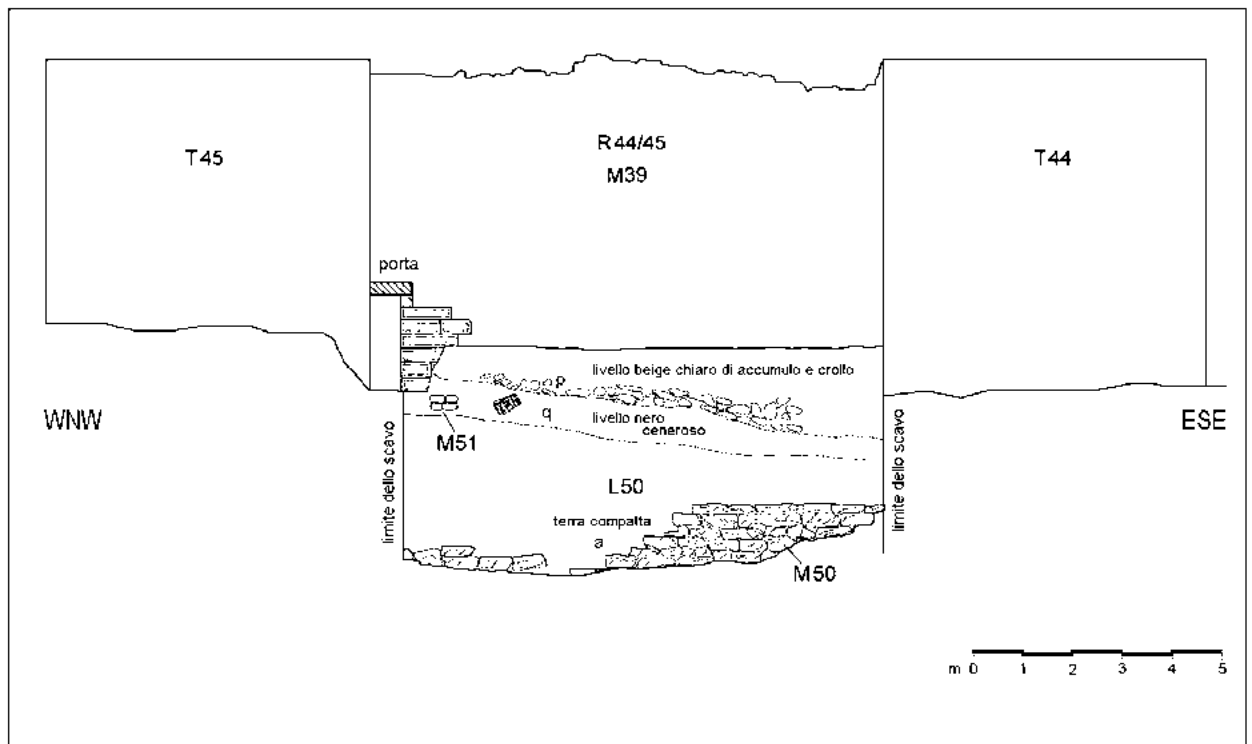 R44/45
T45
T44
M39
porta
livello beige chiaro di accumulo e crollo
p
q
livello nero
ceneroso
WNW
ESE
M51
limite dello scavo
limite dello scavo
L50
terra compatta
a
M50
m 0 1 2 3 4 5